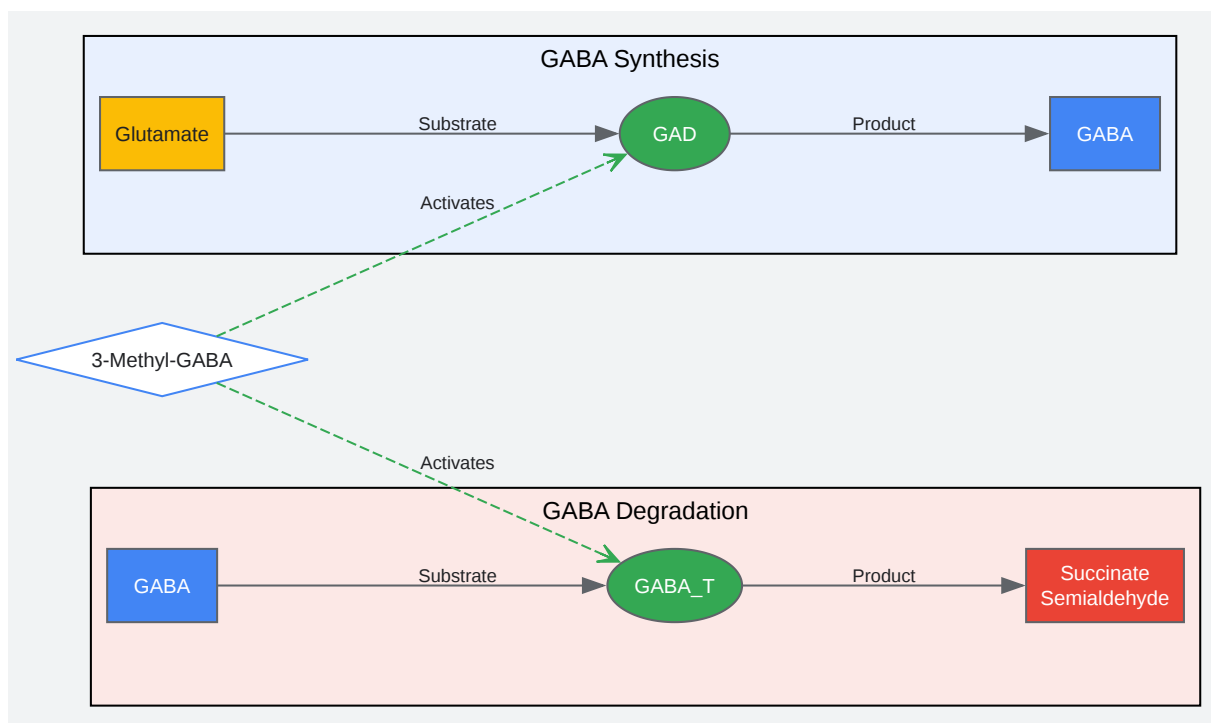 GABA Synthesis
Glutamate
Substrate
GAD
Product
GABA
Activates
3-Methyl-GABA
Activates
GABA Degradation
GABA
Substrate
GABA_T
Product
Succinate
Semialdehyde